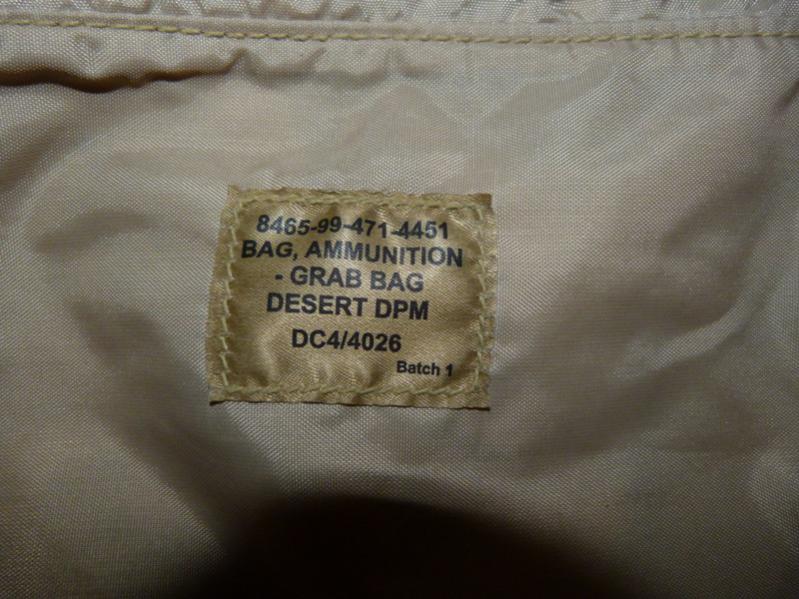 8465-99-471-4451
BAG, AMMUNITION
- GRAB BAG
DESERT DPM
DC4/4026
Batch 1